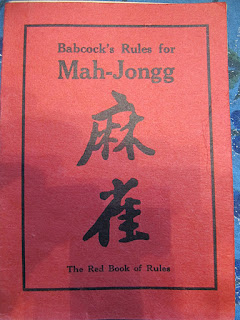 Babcock's Rules for
Mah-Jongg
麻
雀
The Red Book of Rules